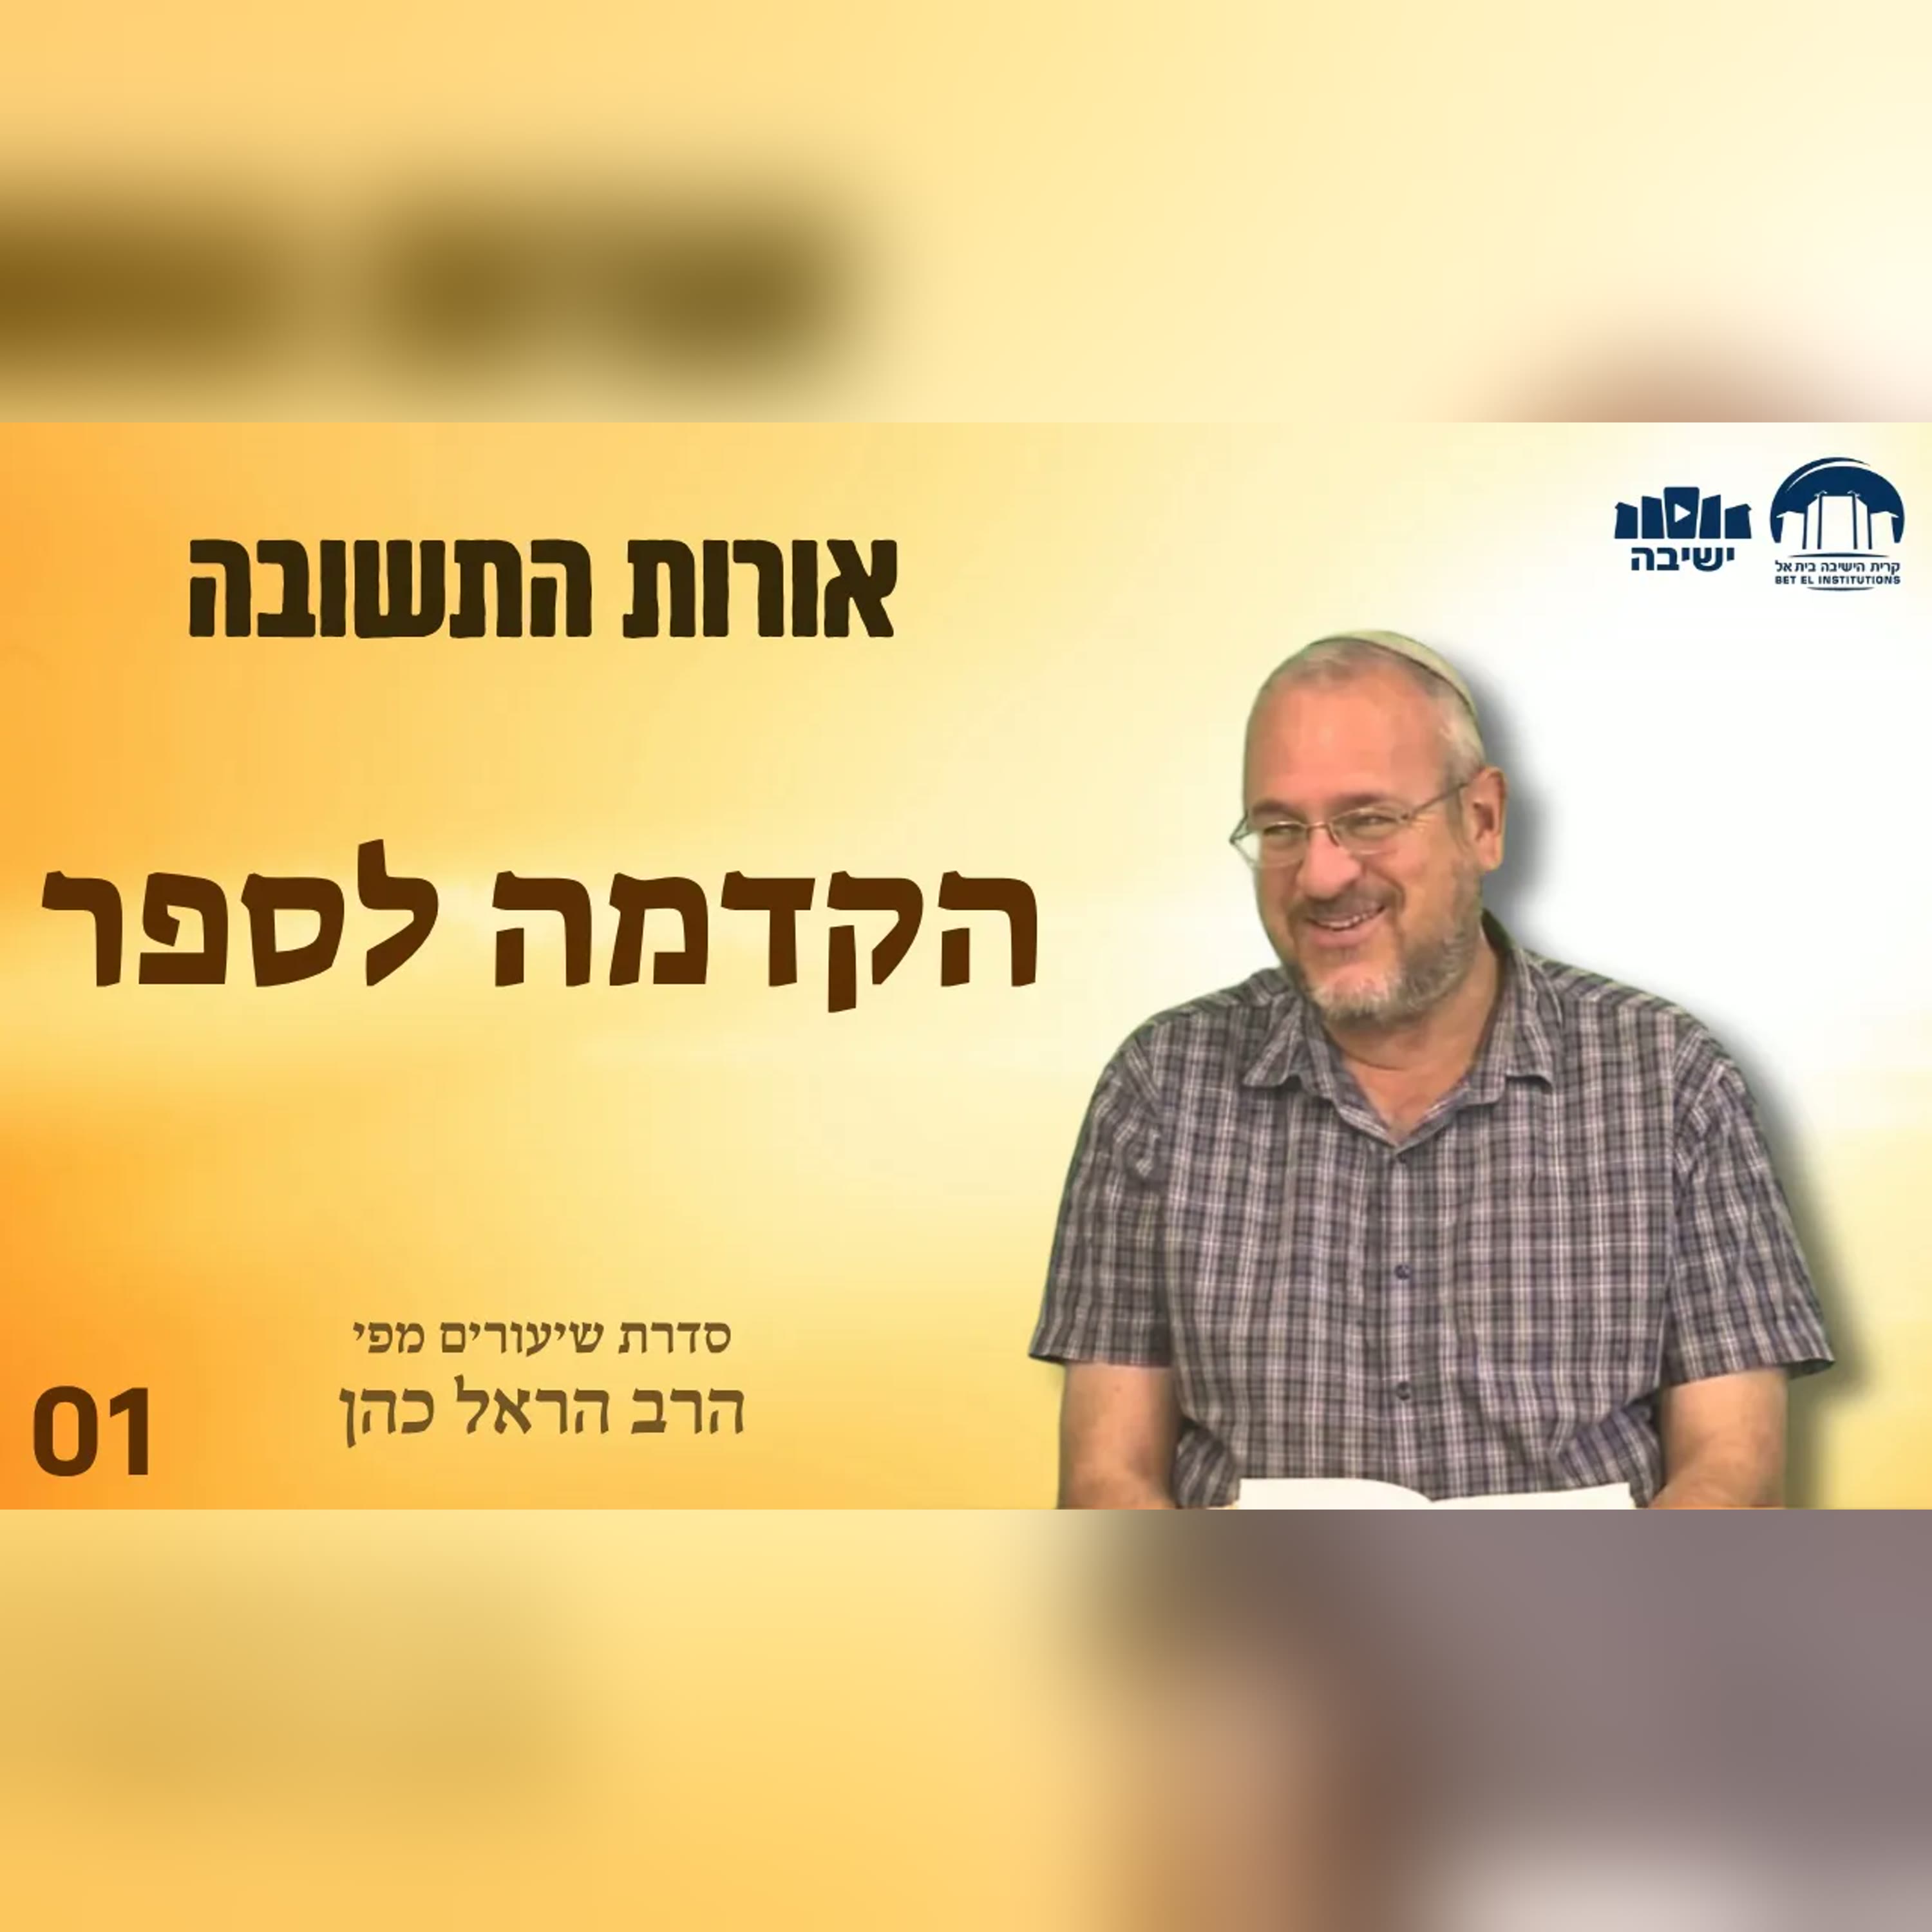 ישיבה
קרית הישיבה בית אל
BET EL INSTITUTIONS
אורות התשובה
הקדמה לספר
סדרת שיעורים מפי
הרב הראל כהן
01